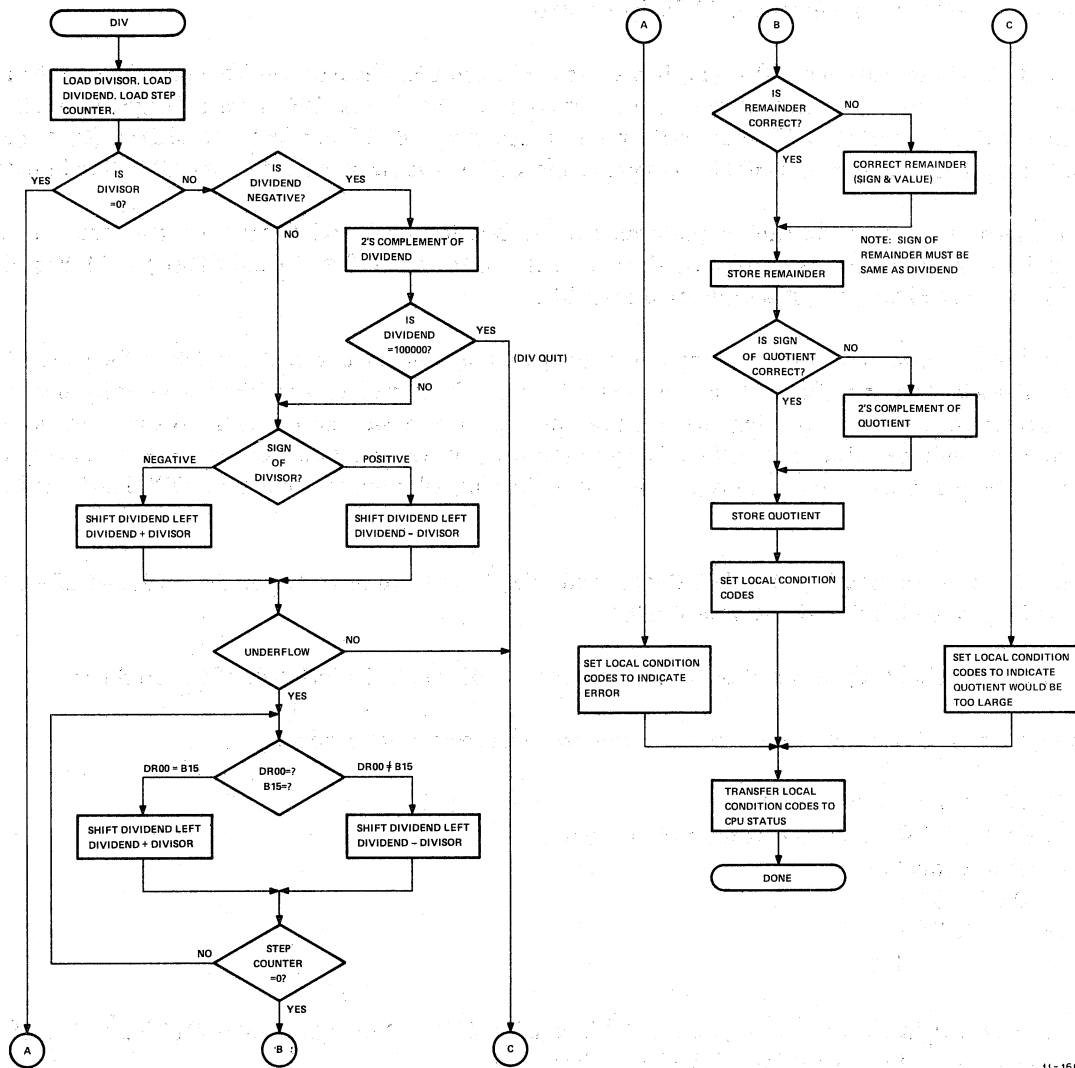 DIV
LOAD DIVISOR. LOAD
DIVIDEND. LOAD STEP
COUNTER.
IS
DIVISOR
=0?
YES
NO
IS
DIVIDEND
NEGATIVE?
YES
NO
2'S COMPLEMENT OF
DIVIDEND
IS
DIVIDEND
=100000?
YES
(DIV QUIT)
NO
SIGN
OF
DIVISOR?
NEGATIVE
POSITIVE
SHIFT DIVIDEND LEFT
DIVIDEND + DIVISOR
SHIFT DIVIDEND LEFT
DIVIDEND – DIVISOR
UNDERFLOW
NO
YES
DR00=?
B15=?
DR00 = B15
DR00 ≠ B15
SHIFT DIVIDEND LEFT
DIVIDEND + DIVISOR
SHIFT DIVIDEND LEFT
DIVIDEND – DIVISOR
STEP
COUNTER
=0?
NO
YES
A
B
C
A
B
C
IS
REMAINDER
CORRECT?
NO
YES
CORRECT REMAINDER
(SIGN & VALUE)
NOTE: SIGN OF
REMAINDER MUST BE
SAME AS DIVIDEND
STORE REMAINDER
IS SIGN
OF QUOTIENT
CORRECT?
NO
YES
2'S COMPLEMENT OF
QUOTIENT
STORE QUOTIENT
SET LOCAL CONDITION
CODES
SET LOCAL CONDITION
CODES TO INDICATE
ERROR
SET LOCAL CONDITION
CODES TO INDICATE
QUOTIENT WOULD BE
TOO LARGE
TRANSFER LOCAL
CONDITION CODES TO
CPU STATUS
DONE